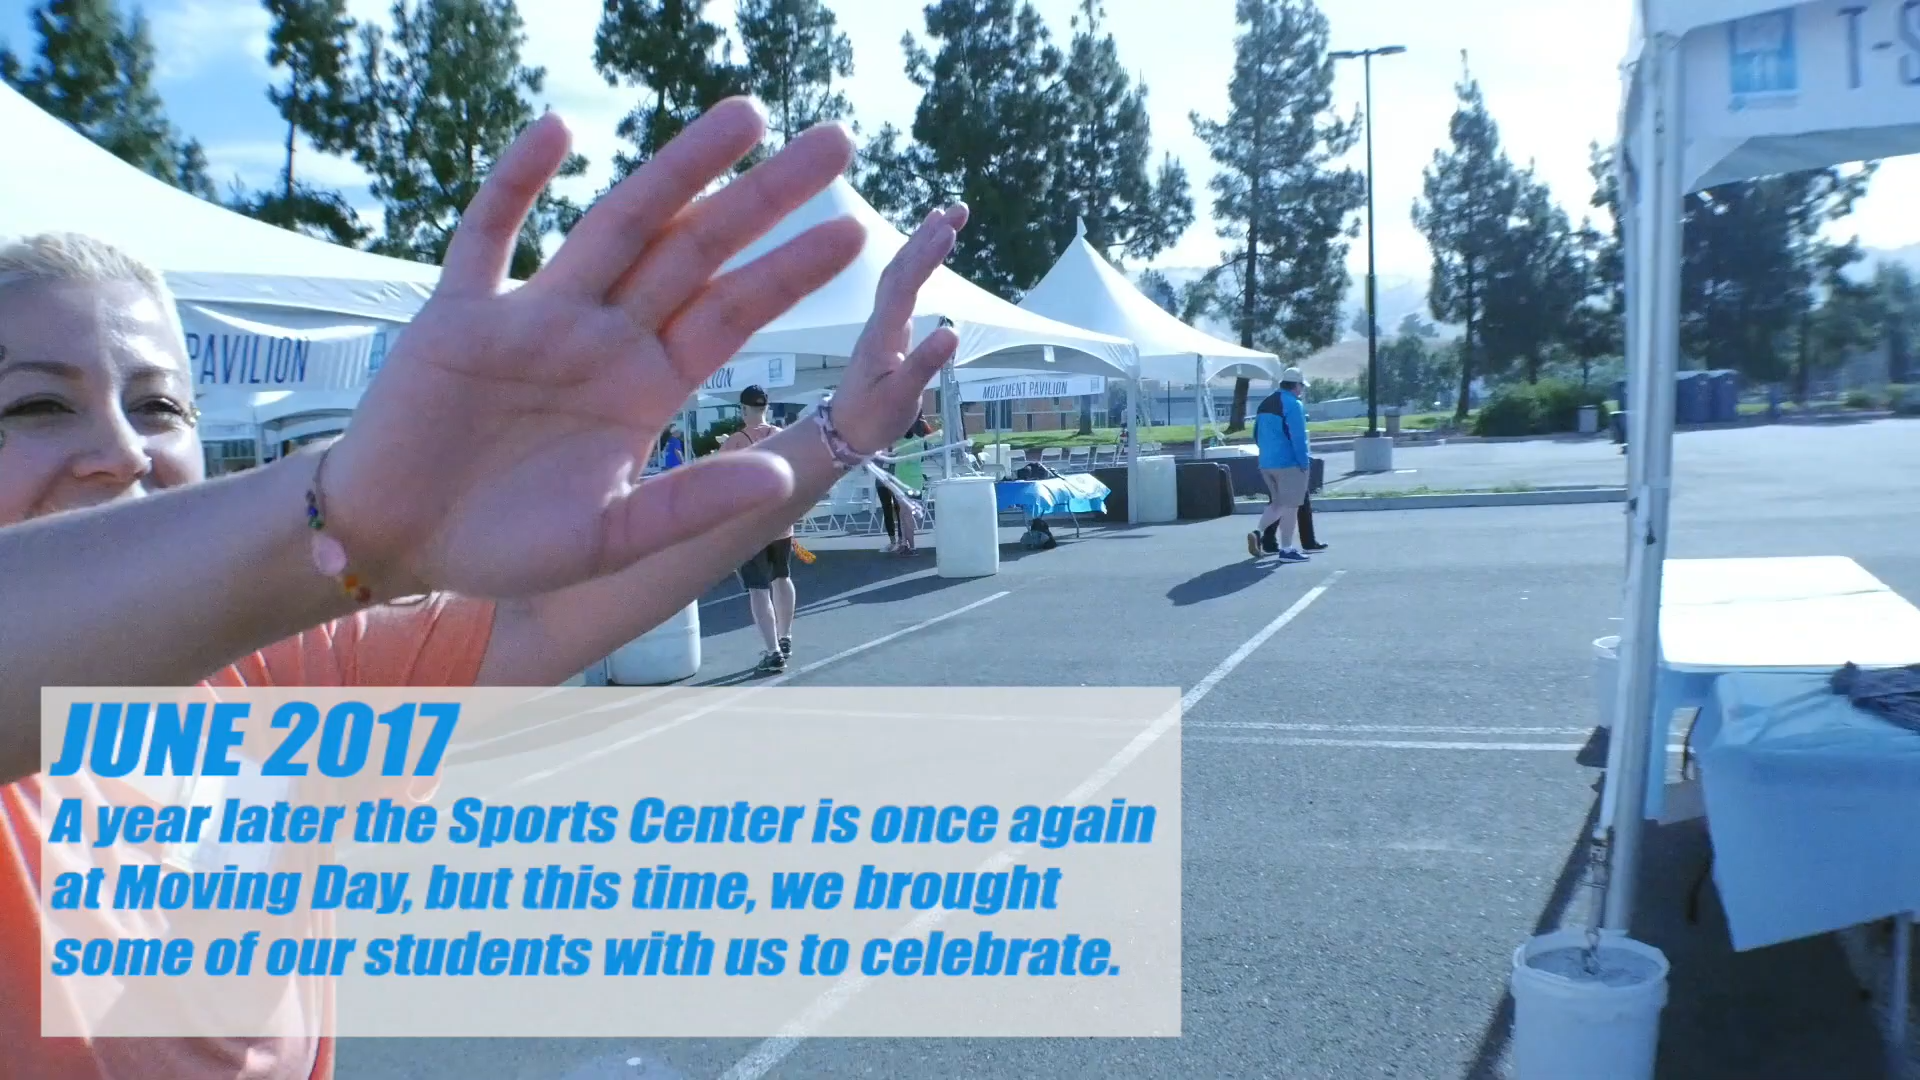 T-S
PAVILION
MOVEMENT PAVILION
JUNE 2017
A year later the Sports Center is once again
at Moving Day, but this time, we brought
some of our students with us to celebrate.